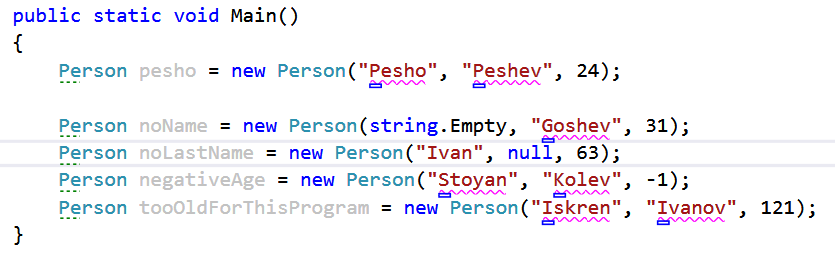 public static void Main()
{
    Person pesho = new Person("Pesho", "Peshev", 24);
    Person noName = new Person(string.Empty, "Goshev", 31);
    Person noLastName = new Person("Ivan", null, 63);
    Person negativeAge = new Person("Stoyan", "Kolev", -1);
    Person tooOldForThisProgram = new Person("Iskren", "Ivanov", 121);
}